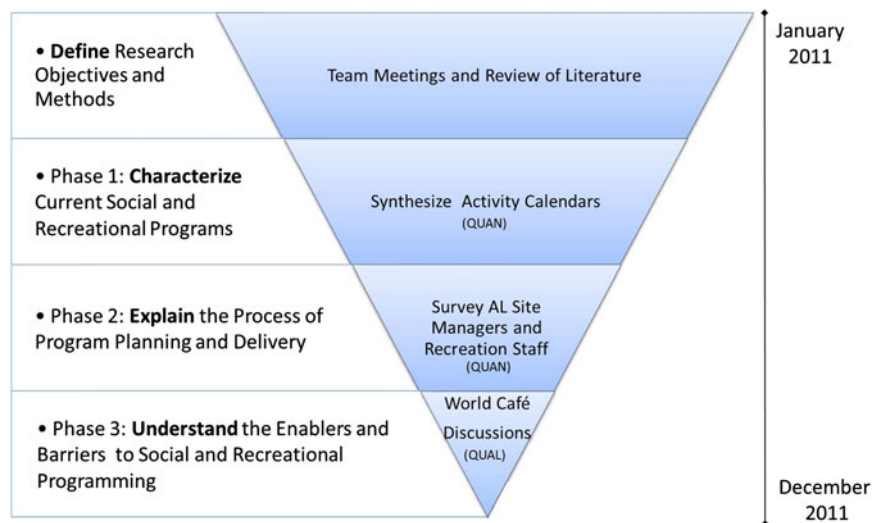 • Define Research
Objectives and
Methods
Team Meetings and Review of Literature
January
2011
• Phase 1: Characterize
Current Social and
Recreational Programs
Synthesize Activity Calendars
(QUAN)
• Phase 2: Explain the Process of
Program Planning and Delivery
Survey AL Site
Managers and
Recreation Staff
(QUAN)
• Phase 3: Understand the Enablers and
Barriers to Social and Recreational
Programming
World Café
Discussions
(QUAL)
December
2011